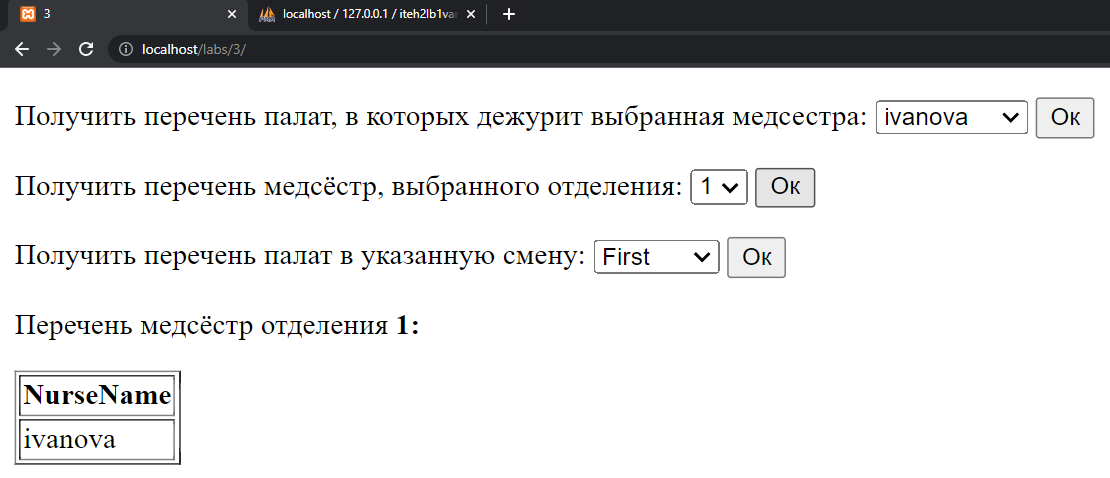 3
localhost / 127.0.0.1 / iteh2lb1var
localhost/labs/3/
Получить перечень палат, в которых дежурит выбранная медсестра: ivanova Ок
Получить перечень медсёстр, выбранного отделения: 1 Ок
Получить перечень палат в указанную смену: First Ок
Перечень медсёстр отделения 1:
NurseName
ivanova